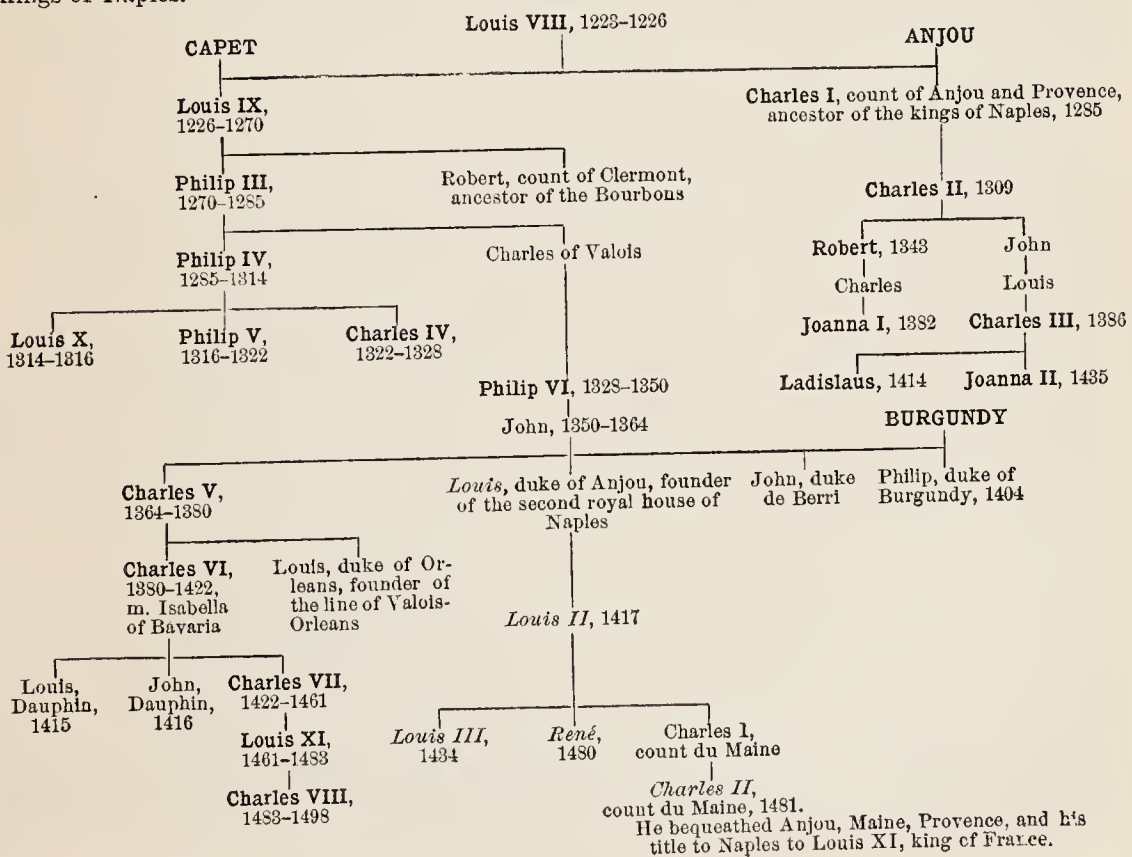 kings of Naples.
Louis VIII, 1223–1226
CAPET
ANJOU
Louis IX,
1226–1270
Charles I, count of Anjou and Provence,
ancestor of the kings of Naples, 1285
Philip III,
1270–1285
Robert, count of Clermont,
ancestor of the Bourbons
Charles II, 1309
Philip IV,
1285–1314
Charles of Valois
Robert, 1343
John
Charles
Louis
Louis X,
1314–1316
Philip V,
1316–1322
Charles IV,
1322–1328
Joanna I, 1382
Charles III, 1386
Philip VI, 1328–1350
Ladislaus, 1414
Joanna II, 1435
John, 1350–1364
BURGUNDY
Charles V,
1364–1380
Louis, duke of Anjou, founder
of the second royal house of
Naples
John, duke
de Berri
Philip, duke of
Burgundy, 1404
Charles VI,
1380–1422,
m. Isabella
of Bavaria
Louis, duke of Or-
leans, founder of
the line of Valois-
Orleans
Louis II, 1417
Louis,
Dauphin,
1415
John,
Dauphin,
1416
Charles VII,
1422–1461
Louis XI,
1461–1483
Charles VIII,
1483–1498
Louis III,
1434
René,
1480
Charles I,
count du Maine
Charles II,
count du Maine, 1481.
He bequeathed Anjou, Maine, Provence, and his
title to Naples to Louis XI, king of France.